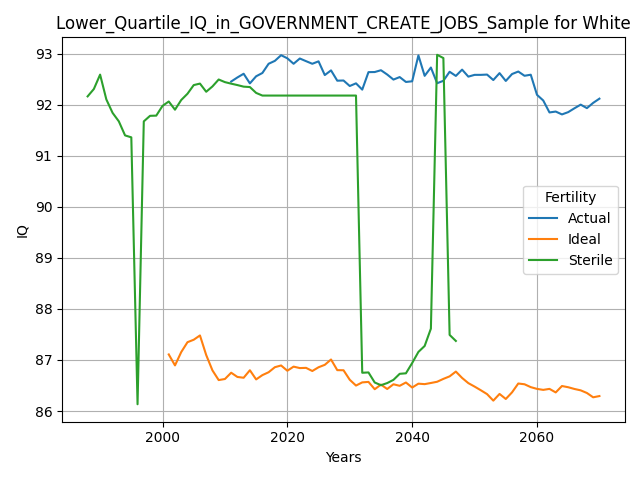 Lower_Quartile_IQ_in_GOVERNMENT_CREATE_JOBS_Sample for White
93
92
91
90
89
88
87
86
IQ
Fertility
Actual
Ideal
Sterile
2000
2020
2040
2060
Years